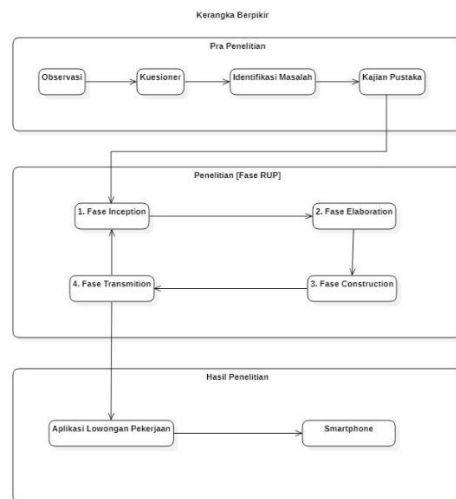 Kerangka Berpikir
Pra Penelitian
Observasi
Kuesioner
Identifikasi Masalah
Kajian Pustaka
Penelitian [Fase RUP]
1. Fase Inception
2. Fase Elaboration
4. Fase Transmition
3. Fase Construction
Hasil Penelitian
Aplikasi Lowongan Pekerjaan
Smartphone